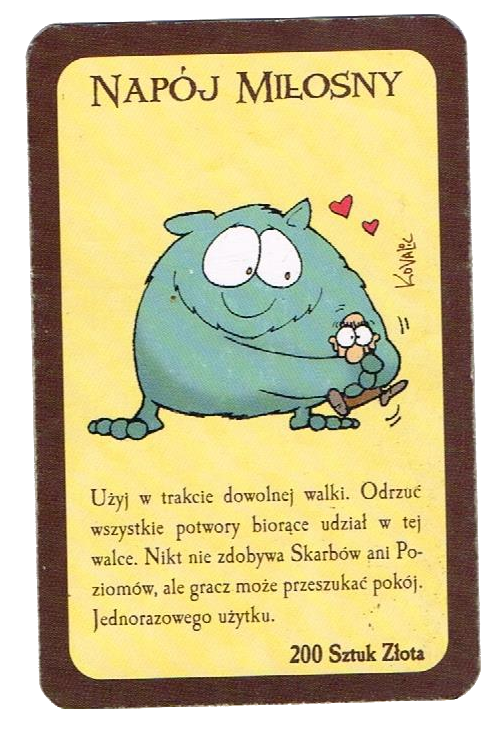 Napój Miłosny
Kovalic
Użyj w trakcie dowolnej walki. Odrzuć
wszystkie potwory biorące udział w tej
walce. Nikt nie zdobywa Skarbów ani Po-
ziomów, ale gracz może przeszukać pokój.
Jednorazowego użytku.
200 Sztuk Złota